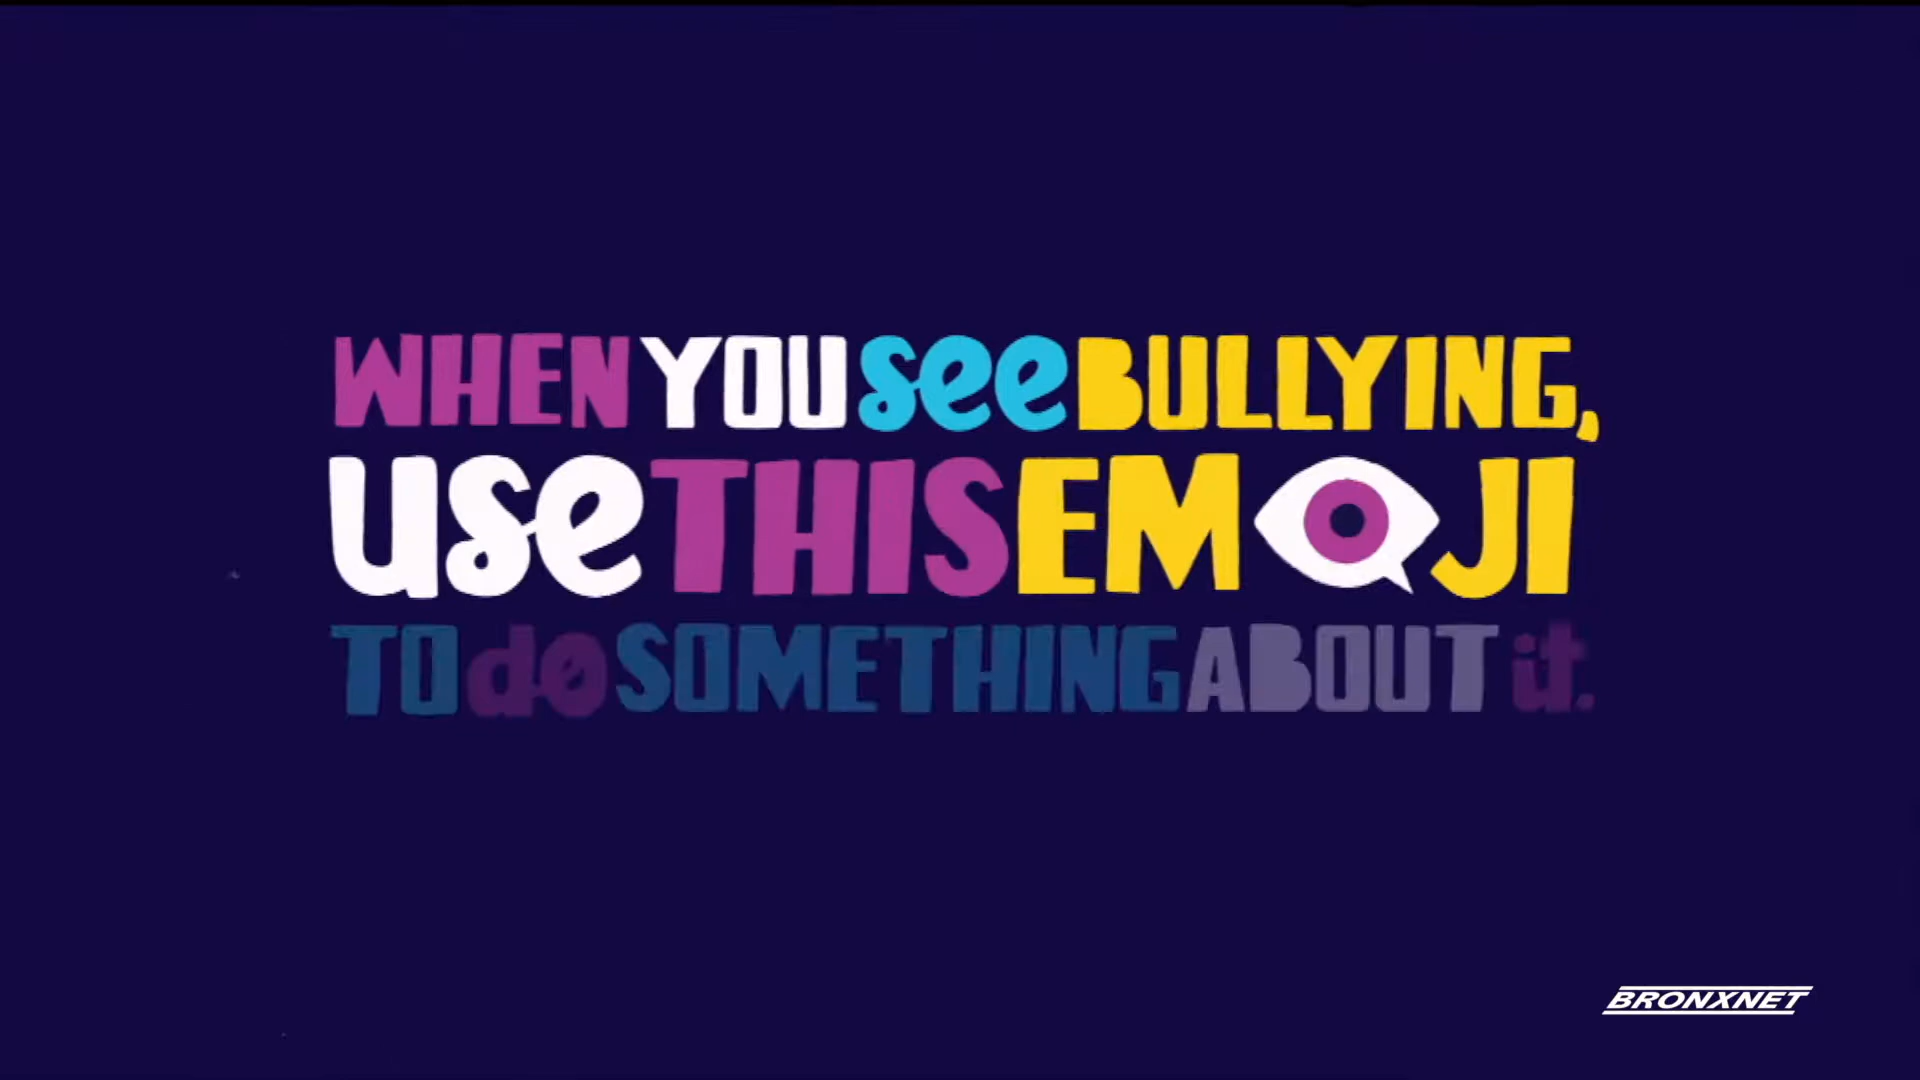 WHEN YOU see BULLYING,
use THIS EMOJI
TO do SOMETHING ABOUT it.
BRONXNET